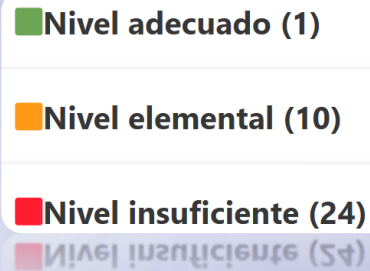 Nivel adecuado (1)
Nivel elemental (10)
Nivel insuficiente (24)